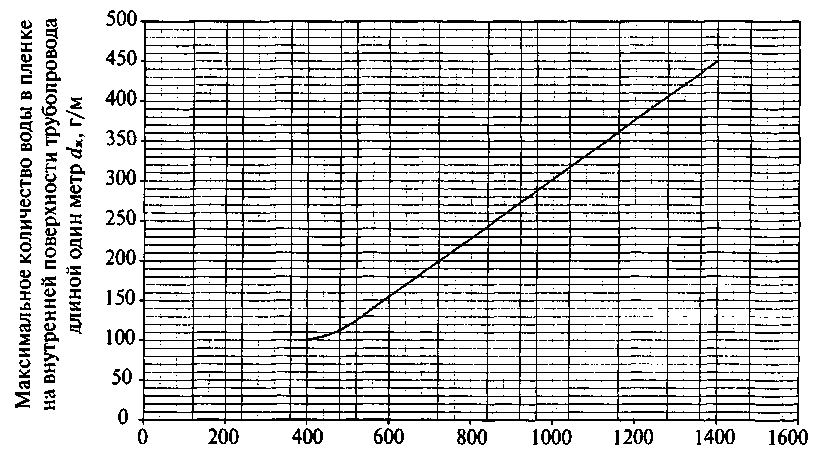 Максимальное количество воды в пленке
на внутренней поверхности трубопровода
длиной один метр dж, г/м
500
450
400
350
300
250
200
150
100
50
0
0 200 400 600 800 1000 1200 1400 1600